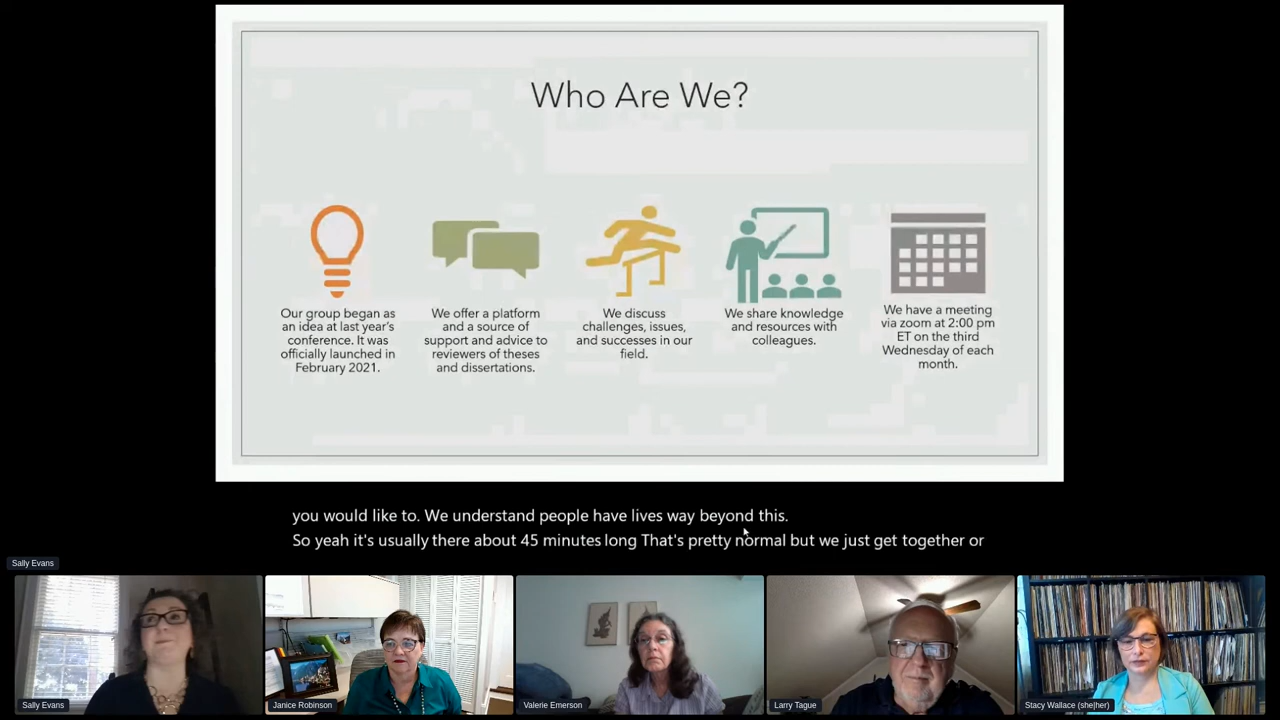 Who Are We?
Our group began as
an idea at last year's
conference. It was
officially launched in
February 2021.
We offer a platform
and a source of
support and advice to
reviewers of theses
and dissertations.
We discuss
challenges, issues,
and successes in our
field.
We share knowledge
and resources with
colleagues.
We have a meeting
via zoom at 2:00 pm
ET on the third
Wednesday of each
month.
you would like to. We understand people have lives way beyond this.
So yeah it's usually there about 45 minutes long That's pretty normal but we just get together or
Sally Evans
Sally Evans
Janice Robinson
Valerie Emerson
Larry Tague
Stacy Wallace (she|her)